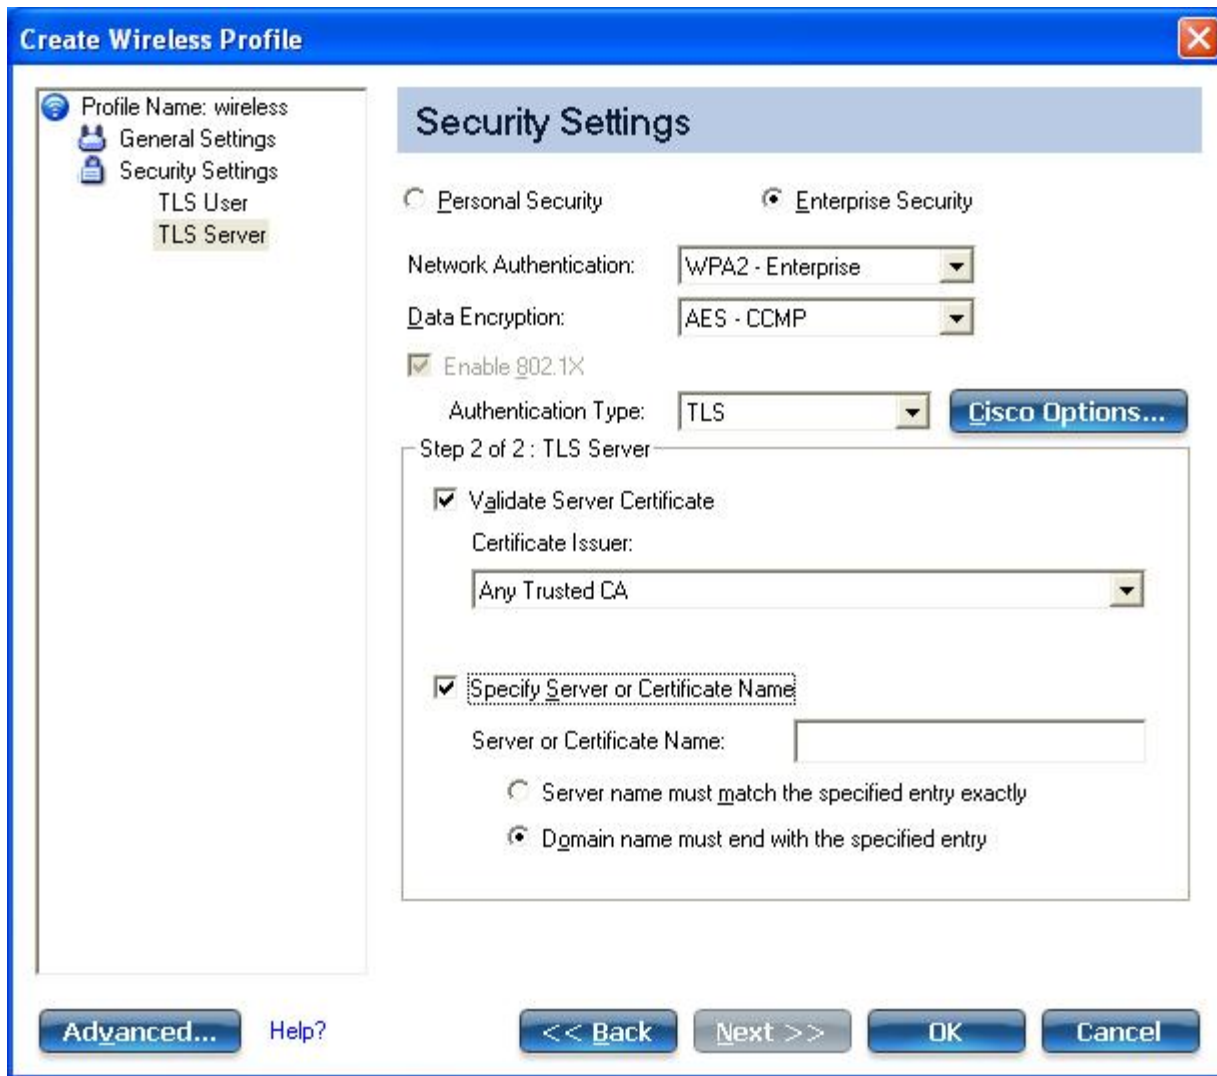 Create Wireless Profile
Profile Name: wireless
General Settings
Security Settings
TLS User
TLS Server
Security Settings
Personal Security
Enterprise Security
Network Authentication:
WPA2 - Enterprise
Data Encryption:
AES - CCMP
Enable 802.1X
Authentication Type:
TLS
Cisco Options...
Step 2 of 2 : TLS Server
Validate Server Certificate
Certificate Issuer:
Any Trusted CA
Specify Server or Certificate Name
Server or Certificate Name:
Server name must match the specified entry exactly
Domain name must end with the specified entry
Advanced...
Help?
<< Back
Next >>
OK
Cancel